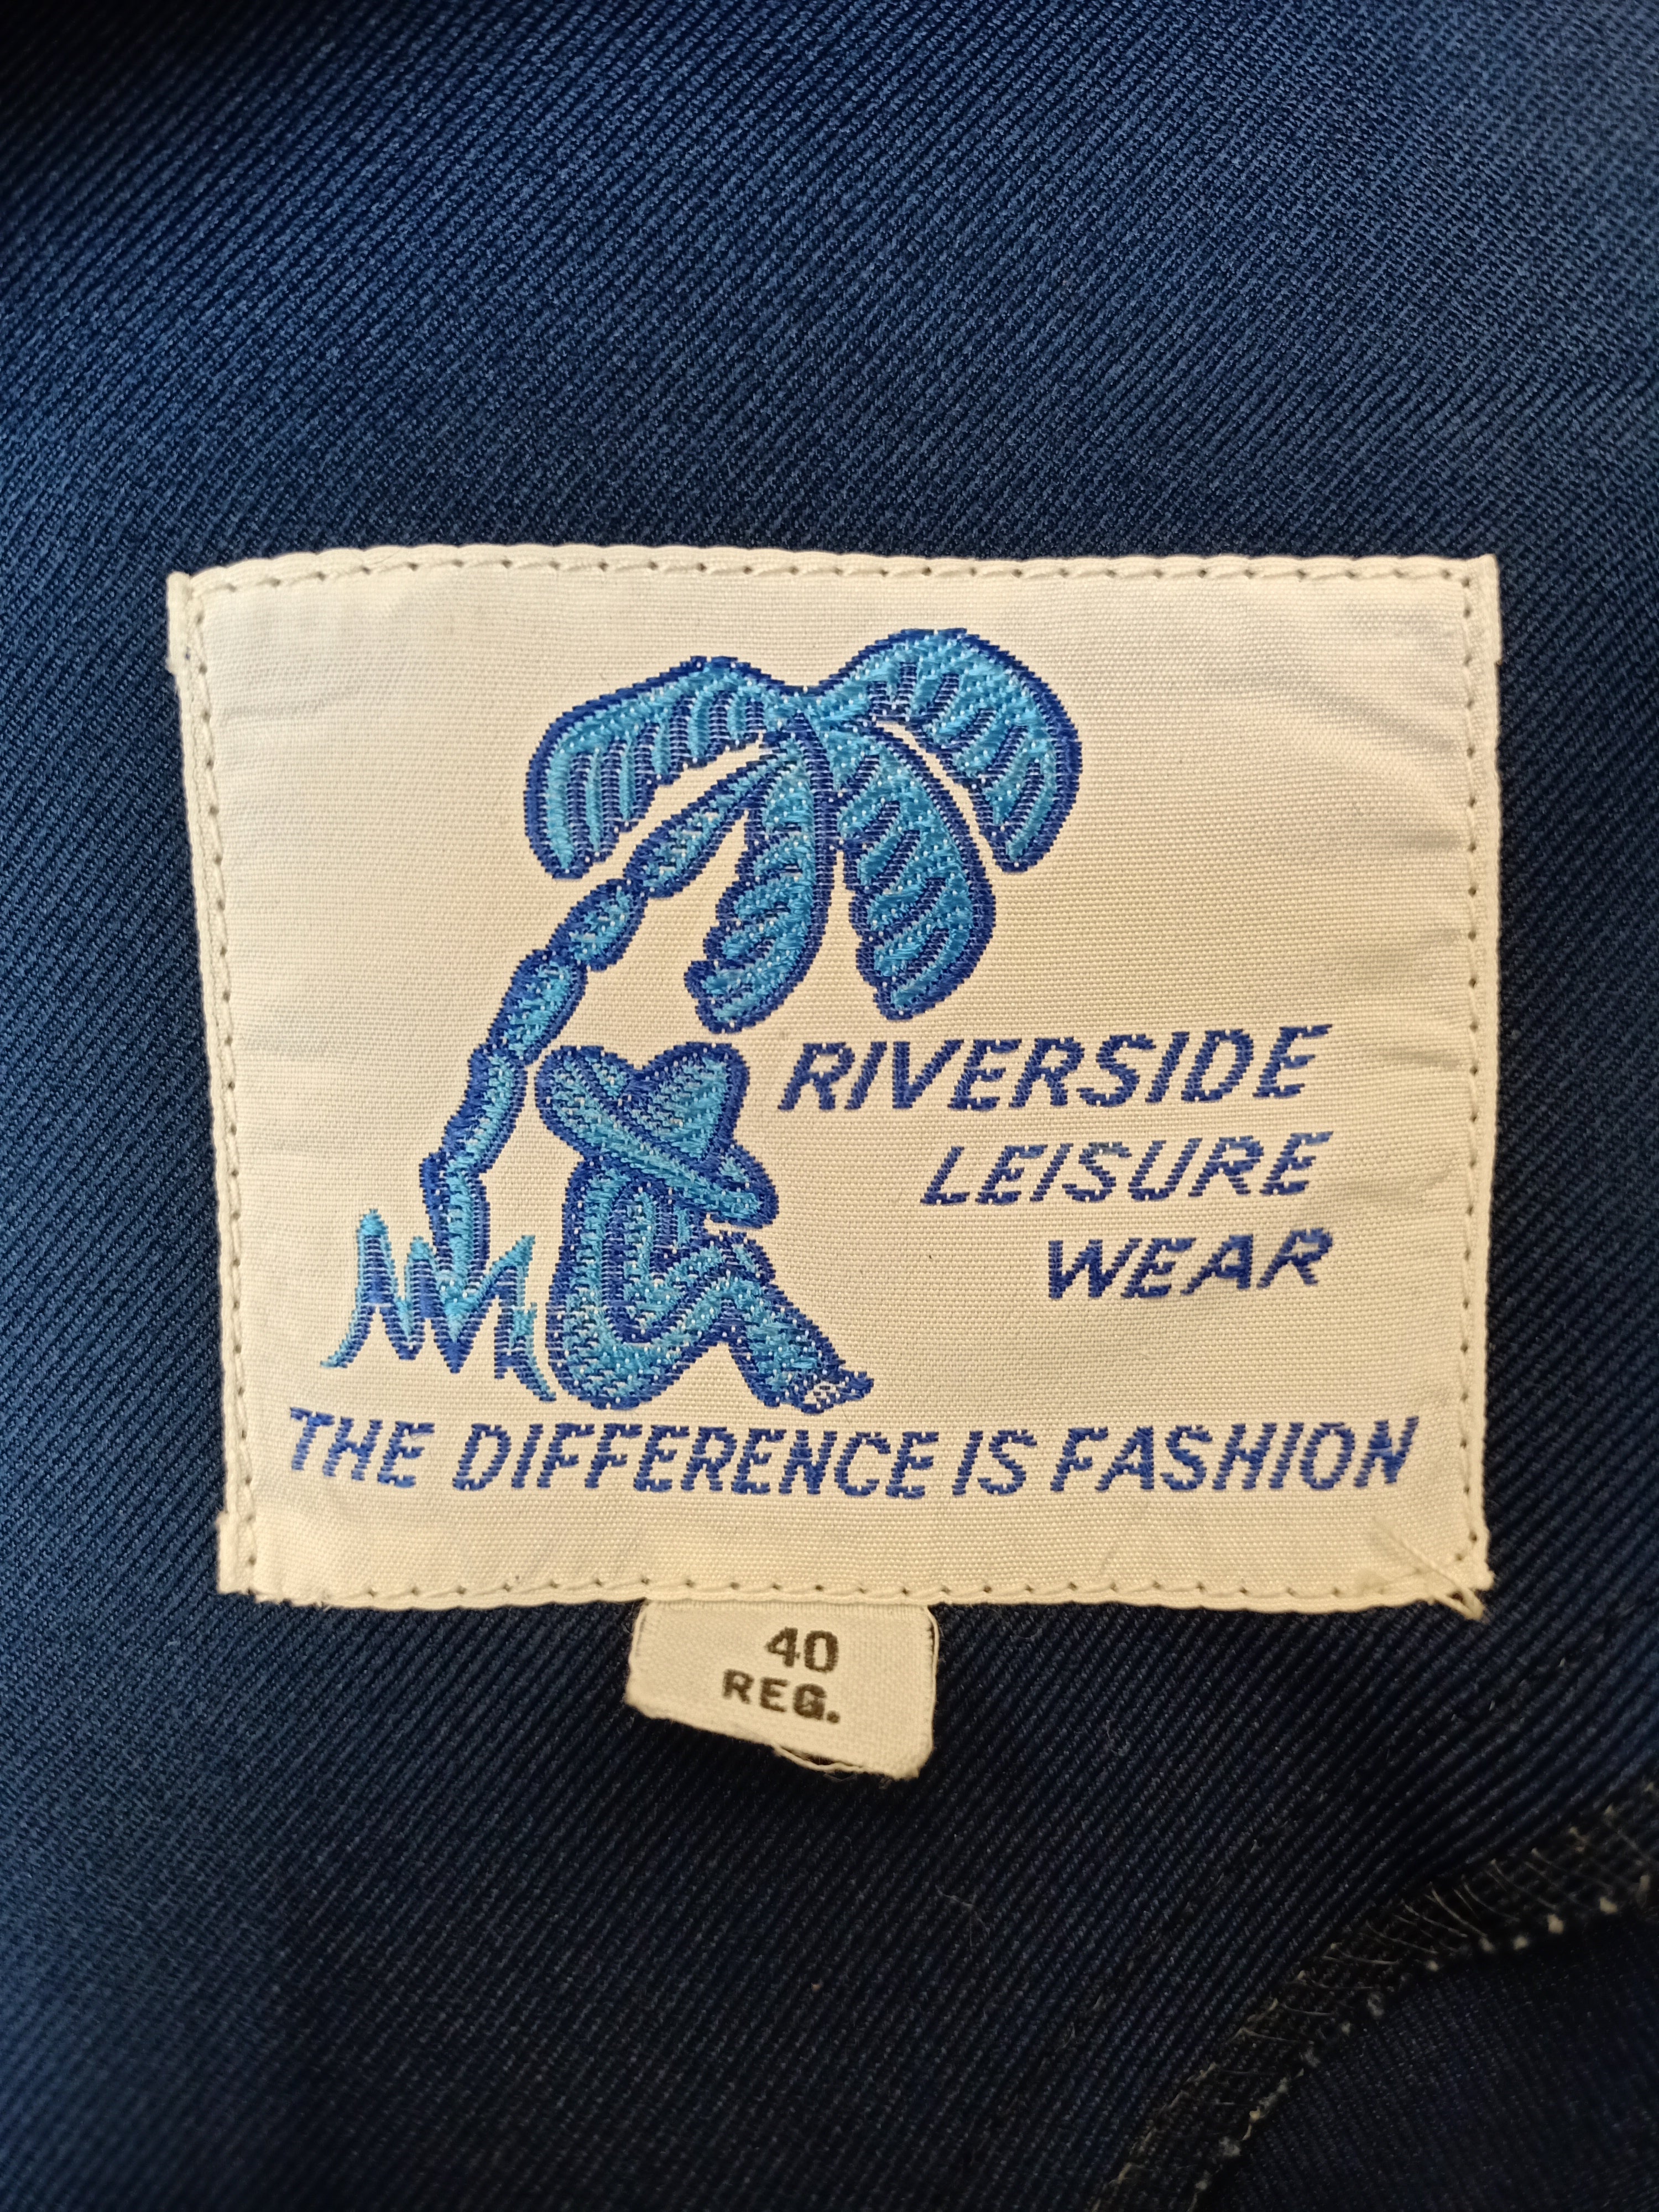 RIVERSIDE
LEISURE
WEAR
THE DIFFERENCE IS FASHION
40
REG.